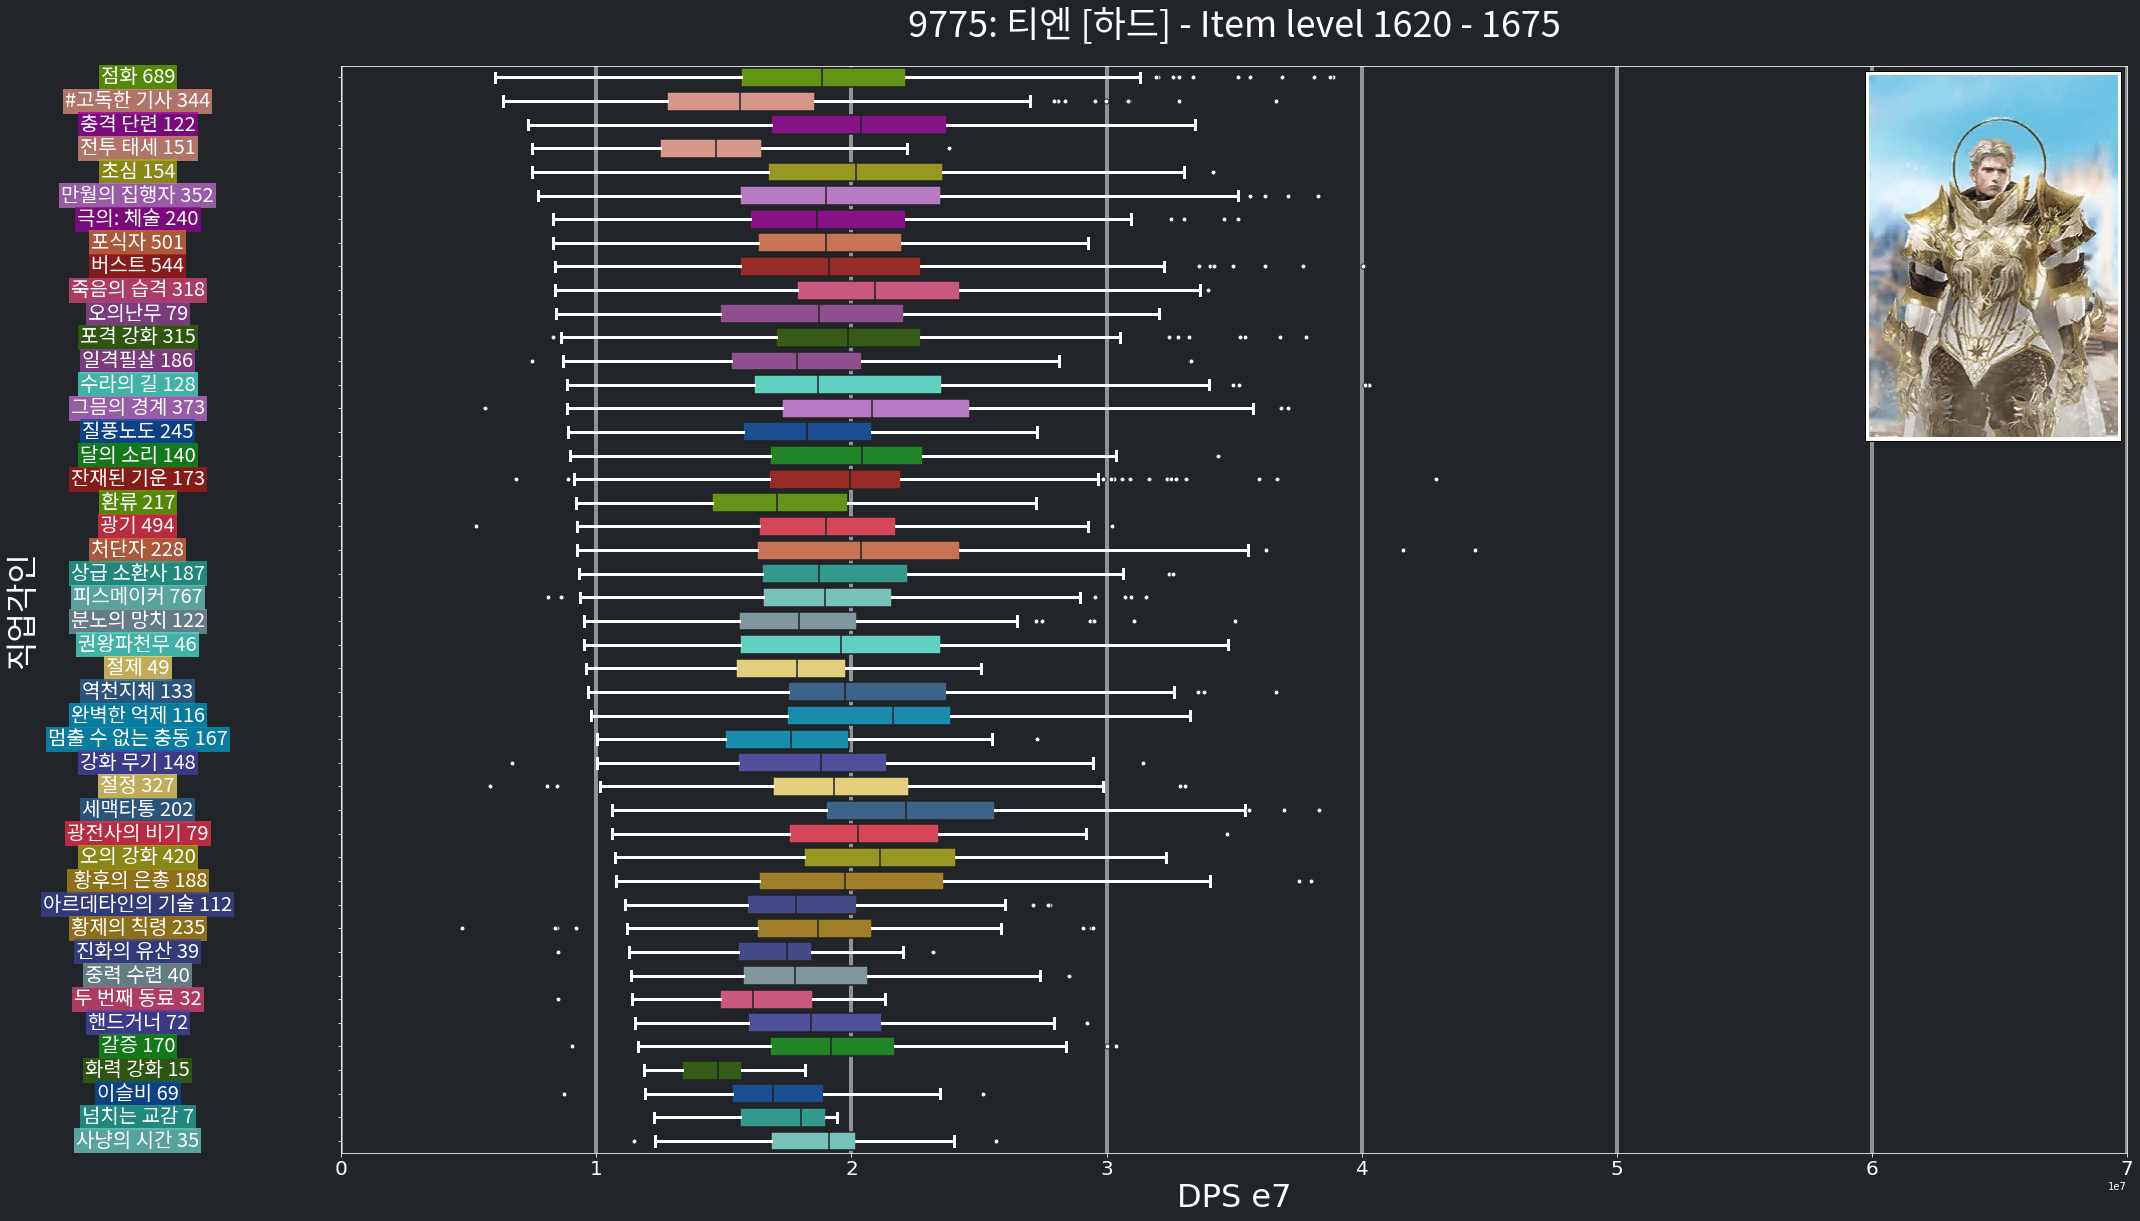 9775: 티엔 [하드] - Item level 1620 - 1675
직업각인
점화 689
#고독한 기사 344
충격 단련 122
전투 태세 151
초심 154
만월의 집행자 352
극의: 체술 240
포식자 501
버스트 544
죽음의 습격 318
오의난무 79
포격 강화 315
일격필살 186
수라의 길 128
그믐의 경계 373
질풍노도 245
달의 소리 140
잔재된 기운 173
환류 217
광기 494
처단자 228
상급 소환사 187
피스메이커 767
분노의 망치 122
권왕파천무 46
절제 49
역천지체 133
완벽한 억제 116
멈출 수 없는 충동 167
강화 무기 148
절정 327
세맥타통 202
광전사의 비기 79
오의 강화 420
황후의 은총 188
아르데타인의 기술 112
황제의 칙령 235
진화의 유산 39
중력 수련 40
두 번째 동료 32
핸드거너 72
갈증 170
화력 강화 15
이슬비 69
넘치는 교감 7
사냥의 시간 35
0 1 2 3 4 5 6 7
1e7
DPS e7